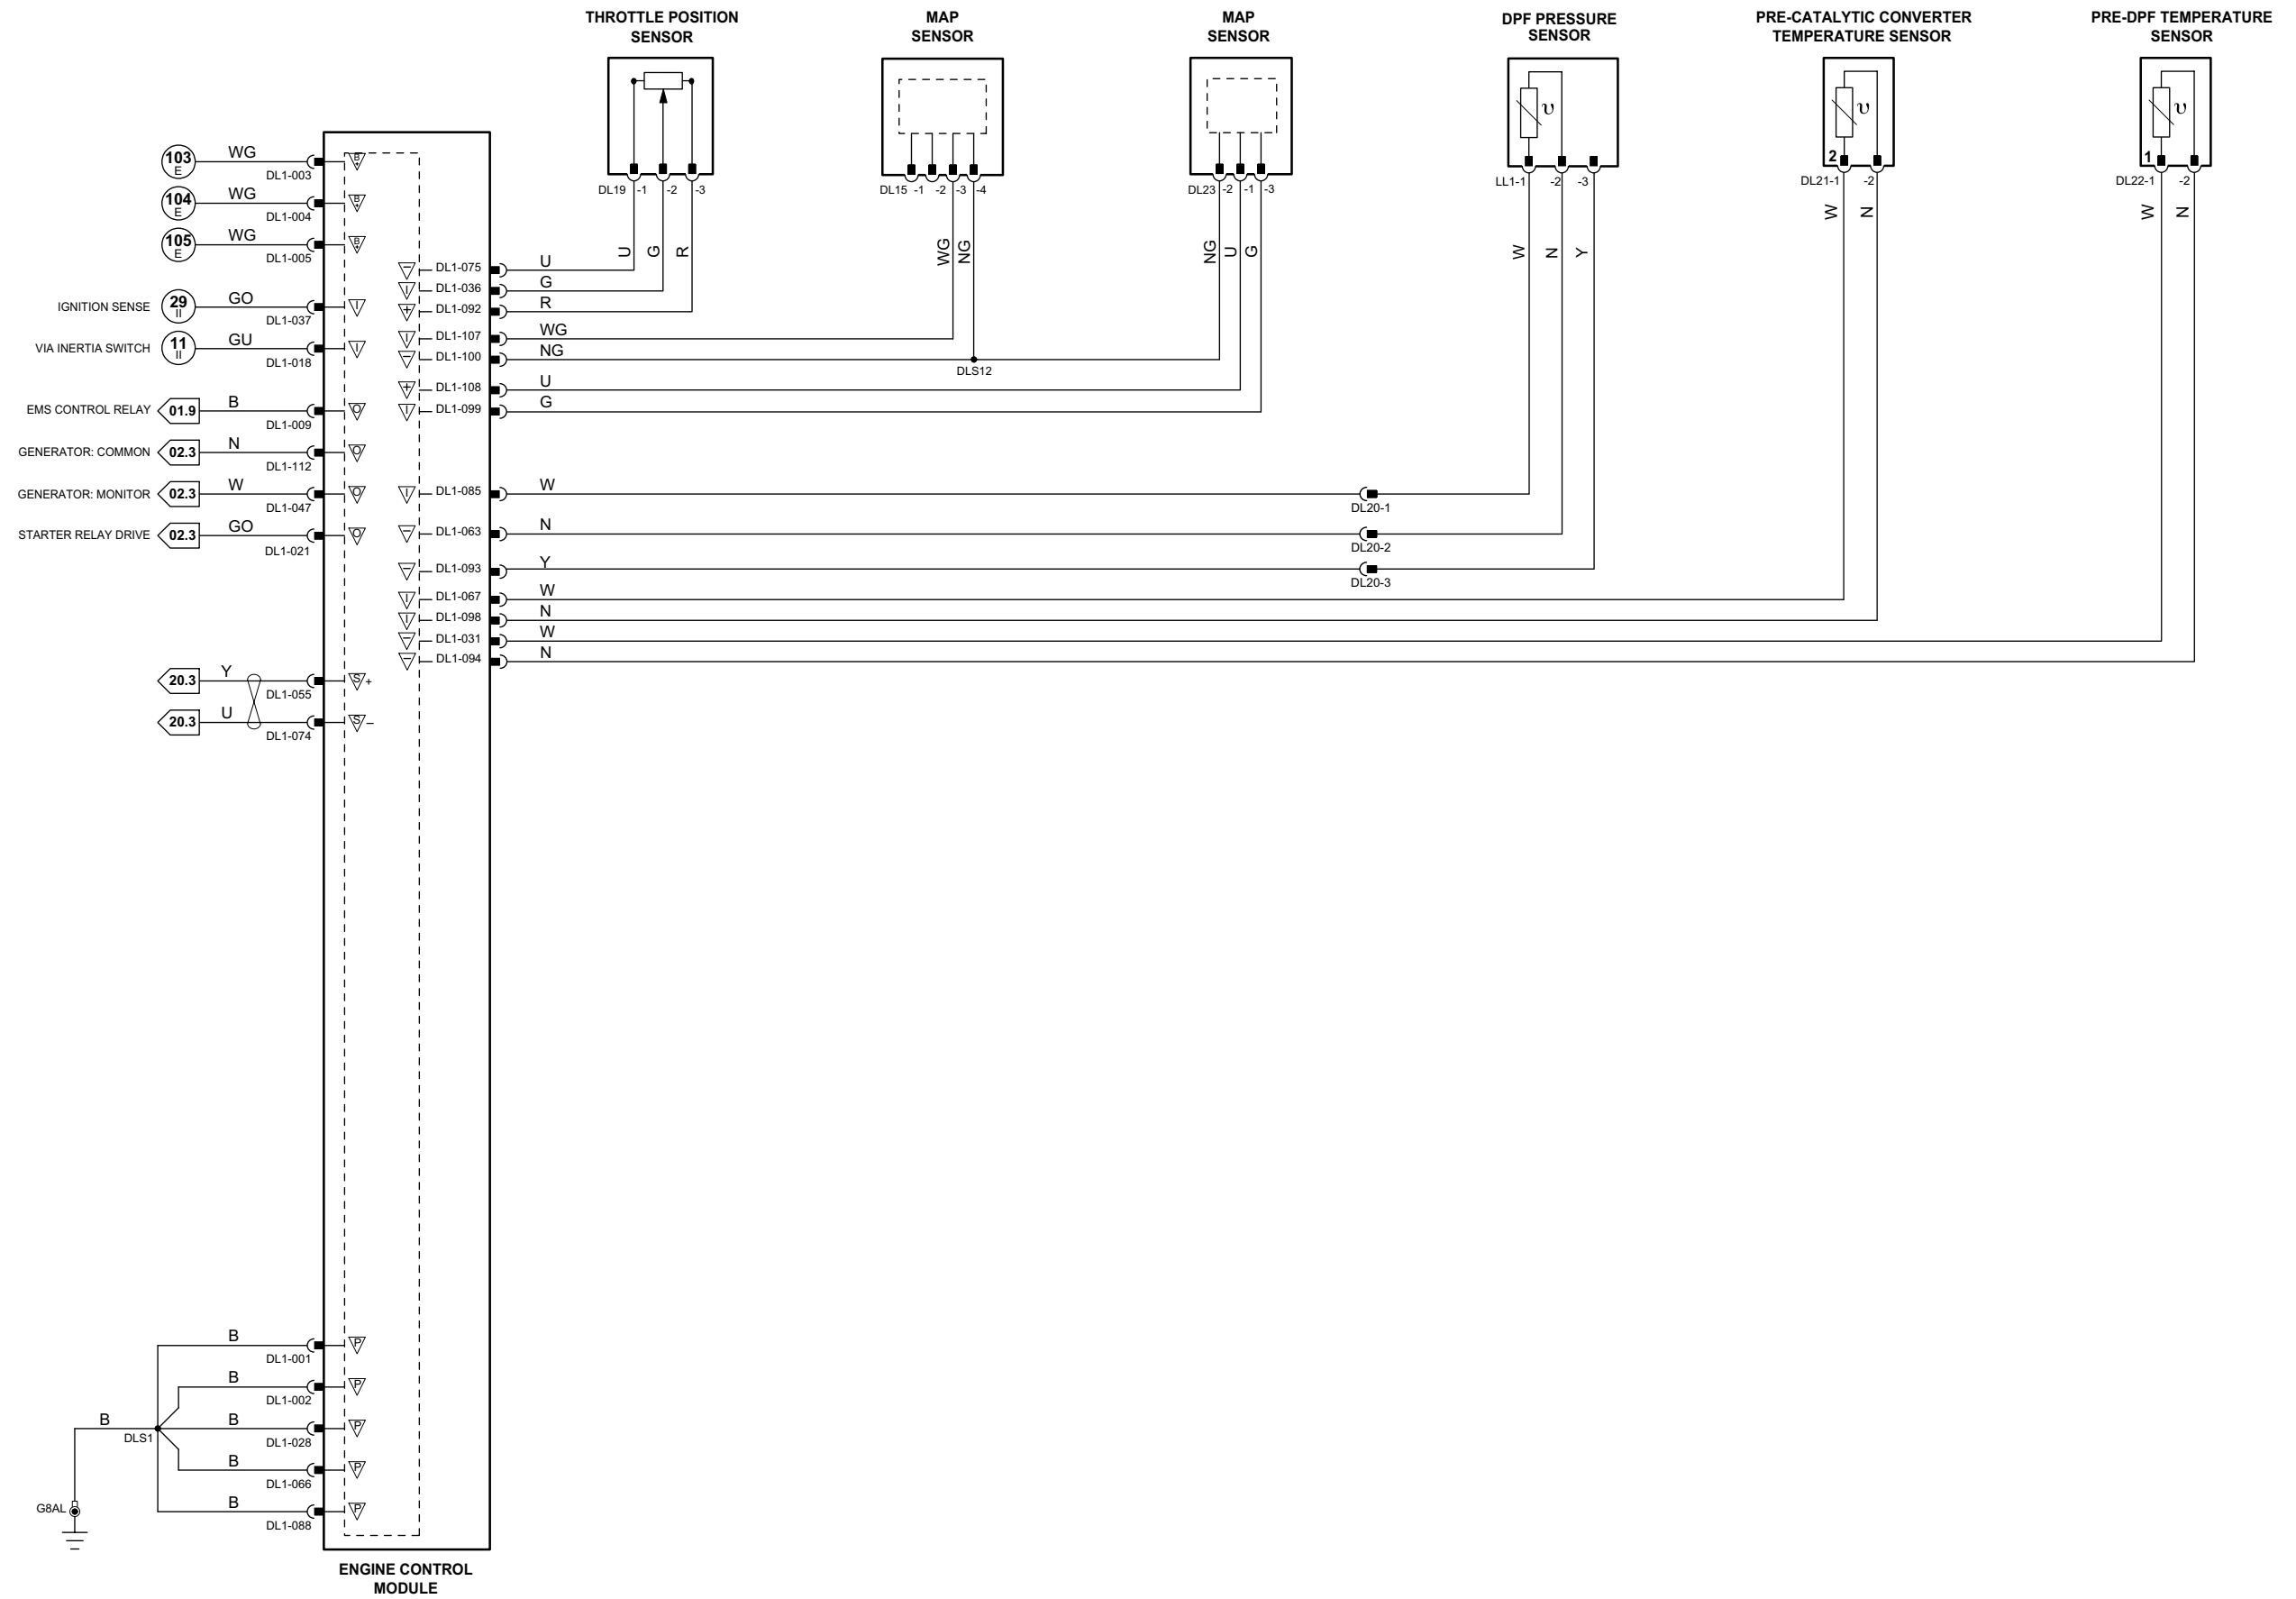 THROTTLE POSITION
SENSOR
MAP
SENSOR
MAP
SENSOR
DPF PRESSURE
SENSOR
PRE-CATALYTIC CONVERTER
TEMPERATURE SENSOR
PRE-DPF TEMPERATURE
SENSOR
υ
υ
υ
2
1
DL19 -1 -2 -3
DL15 -1 -2 -3 -4
DL23 -2 -1 -3
LL1-1 -2 -3
DL21-1 -2
DL22-1 -2
U G R
WG NG
NG U G
W N Y
W N
W N
103
E
WG
DL1-003
B
104
E
WG
DL1-004
B
105
E
WG
DL1-005
B
IGNITION SENSE 29
II
GO
DL1-037
I
VIA INERTIA SWITCH 11
II
GU
DL1-018
I
EMS CONTROL RELAY 01.9 B
DL1-009
O
GENERATOR: COMMON 02.3 N
DL1-112
O
GENERATOR: MONITOR 02.3 W
DL1-047
O
STARTER RELAY DRIVE 02.3 GO
DL1-021
O
20.3 Y
DL1-055
S +
20.3 U
DL1-074
S –
– DL1-075 U
I DL1-036 G
+ DL1-092 R
I DL1-107 WG
– DL1-100 NG
DLS12
+ DL1-108 U
I DL1-099 G
I DL1-085 W
DL20-1
– DL1-063 N
DL20-2
– DL1-093 Y
DL20-3
I DL1-067 W
I DL1-098 N
– DL1-031 W
– DL1-094 N
B
DL1-001
P
B
DL1-002
P
B
DLS1
B
DL1-028
P
B
DL1-066
P
B
DL1-088
P
G8AL
ENGINE CONTROL
MODULE